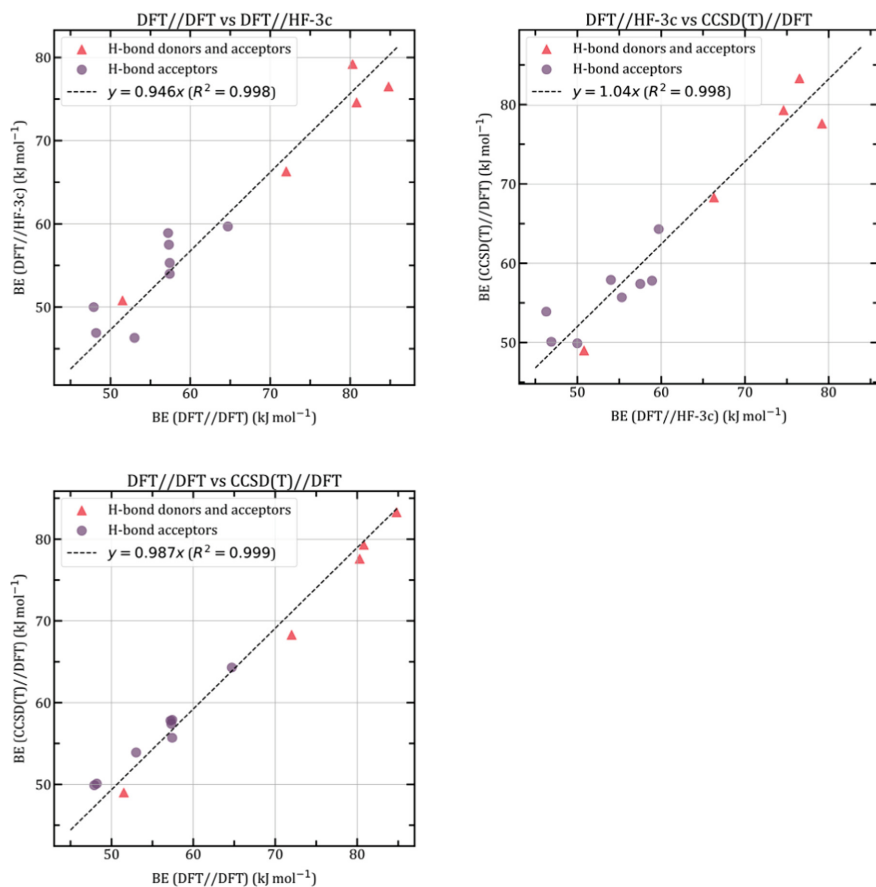 DFT//DFT vs DFT//HF-3c
H-bond donors and acceptors
H-bond acceptors
y = 0.946x (R² = 0.998)
80
70
60
50
BE (DFT//HF-3c) (kJ mol⁻¹)
50
60
70
80
BE (DFT//DFT) (kJ mol⁻¹)
DFT//HF-3c vs CCSD(T)//DFT
H-bond donors and acceptors
H-bond acceptors
y = 1.04x (R² = 0.998)
80
70
60
50
BE (CCSD(T)//DFT) (kJ mol⁻¹)
50
60
70
80
BE (DFT//HF-3c) (kJ mol⁻¹)
DFT//DFT vs CCSD(T)//DFT
H-bond donors and acceptors
H-bond acceptors
y = 0.987x (R² = 0.999)
80
70
60
50
BE (CCSD(T)//DFT) (kJ mol⁻¹)
50
60
70
80
BE (DFT//DFT) (kJ mol⁻¹)